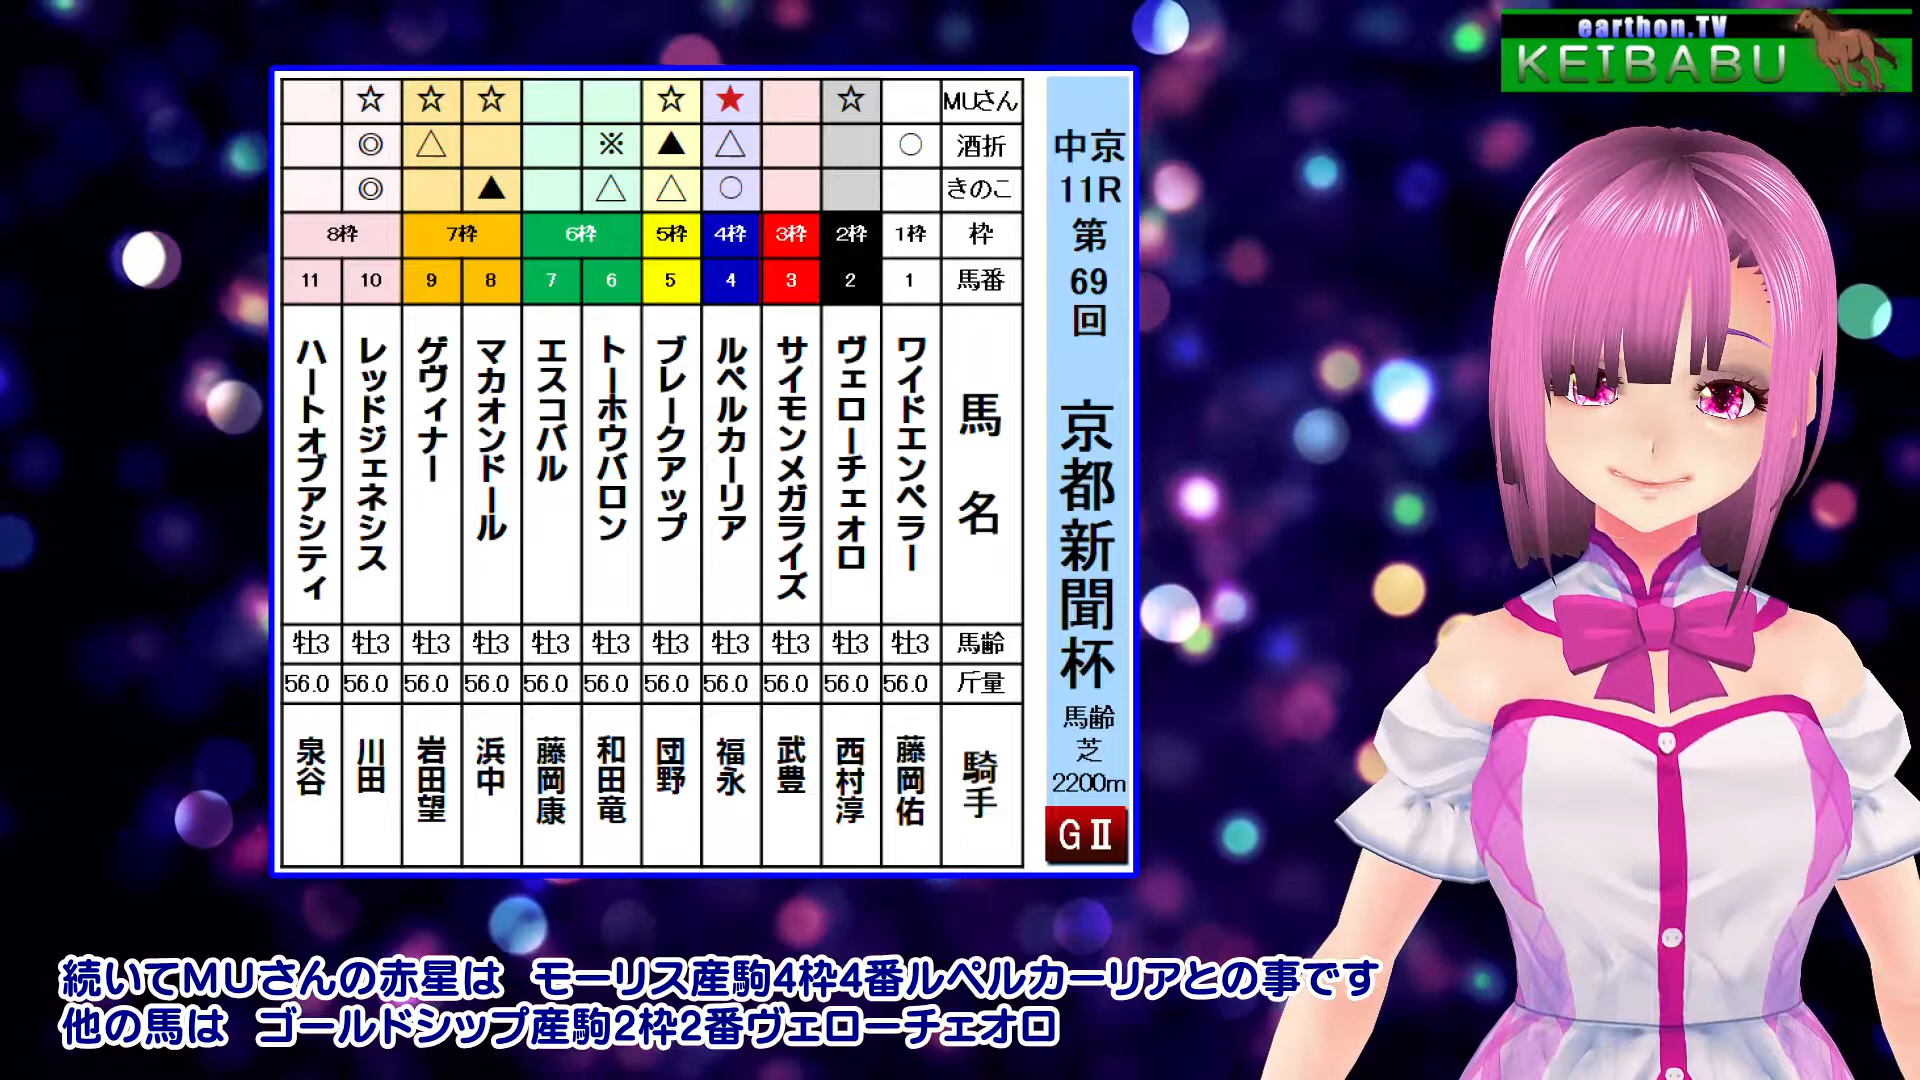 earthon.TV
KEIBABU
中京
11R
第
69
回
京都新聞杯
馬齢
芝
2200m
GⅡ
☆ ☆ ☆ ☆ ★ ☆ MUさん
◎ △ ※ ▲ △ ○ 酒折
◎ ▲ △ △ ○ きのこ
8枠 7枠 6枠 5枠 4枠 3枠 2枠 1枠 枠
11 10 9 8 7 6 5 4 3 2 1 馬番
馬名
ワイドエンペラー
ヴェローチェオロ
サイモンメガライズ
ルペルカーリア
ブレークアップ
トーホウバロン
エスコバル
マカオンドール
ゲヴィナー
レッドジェネシス
ハートオブアシティ
牡3 牡3 牡3 牡3 牡3 牡3 牡3 牡3 牡3 牡3 牡3 馬齢
56.0 56.0 56.0 56.0 56.0 56.0 56.0 56.0 56.0 56.0 56.0 斤量
騎手
藤岡佑
西村淳
武豊
福永
団野
和田竜
藤岡康
浜中
岩田望
川田
泉谷
続いてMUさんの赤星は モーリス産駒4枠4番ルペルカーリアとの事です
他の馬は ゴールドシップ産駒2枠2番ヴェローチェオロ